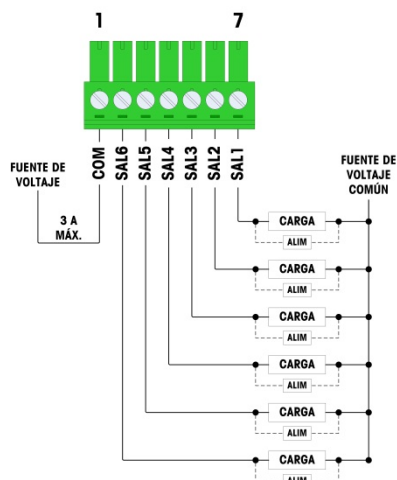 1
7
COM
SAL6
SAL5
SAL4
SAL3
SAL2
SAL1
FUENTE DE
VOLTAJE
3 A
MÁX.
FUENTE DE
VOLTAJE
COMÚN
CARGA
ALIM
CARGA
ALIM
CARGA
ALIM
CARGA
ALIM
CARGA
ALIM
CARGA
ALIM